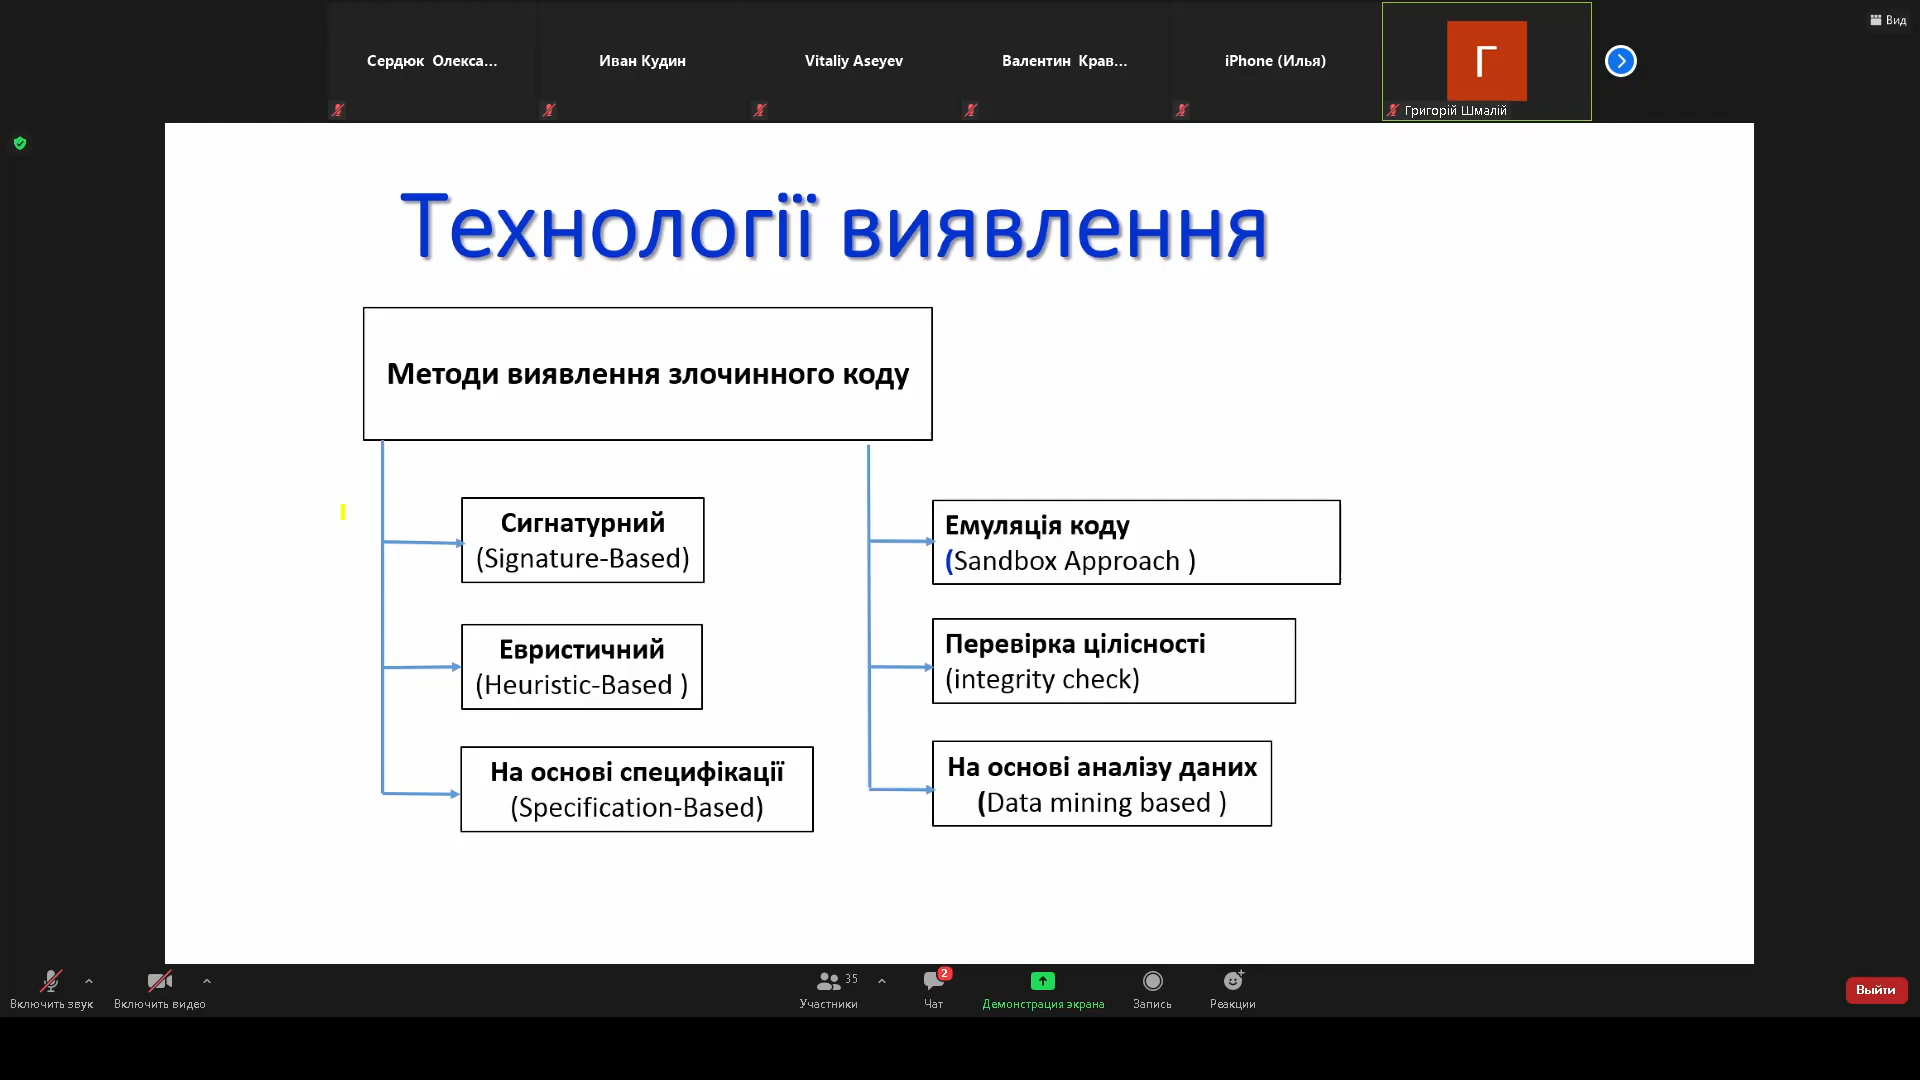 Вид
Сердюк Олекса...
Иван Кудин
Vitaliy Aseyev
Валентин Крав...
iPhone (Илья)
Г
Григорій Шмалій
Технології виявлення
Методи виявлення злочинного коду
Сигнатурний
(Signature-Based)
Евристичний
(Heuristic-Based )
На основі специфікації
(Specification-Based)
Емуляція коду
(Sandbox Approach )
Перевірка цілісності
(integrity check)
На основі аналізу даних
(Data mining based )
Включить звук
Включить видео
35
Участники
2
Чат
Демонстрация экрана
Запись
Реакции
Выйти